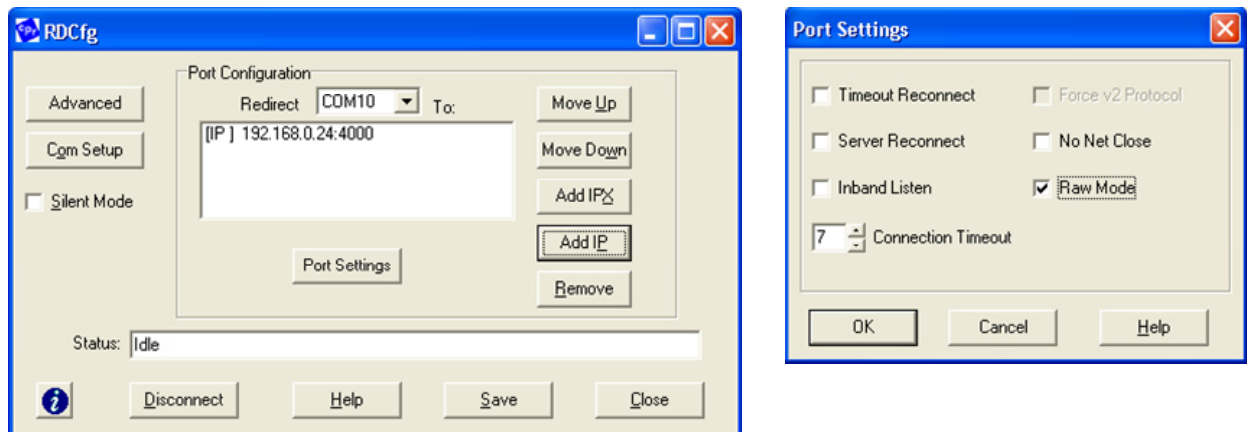 RDCfg
Port Configuration
Advanced
Redirect COM10 To:
Move Up
[IP ] 192.168.0.24:4000
Com Setup
Move Down
Silent Mode
Add IPX
Add IP
Port Settings
Remove
Status: Idle
Disconnect Help Save Close
Port Settings
Timeout Reconnect Force v2 Protocol
Server Reconnect No Net Close
Inband Listen Raw Mode
7 Connection Timeout
OK Cancel Help